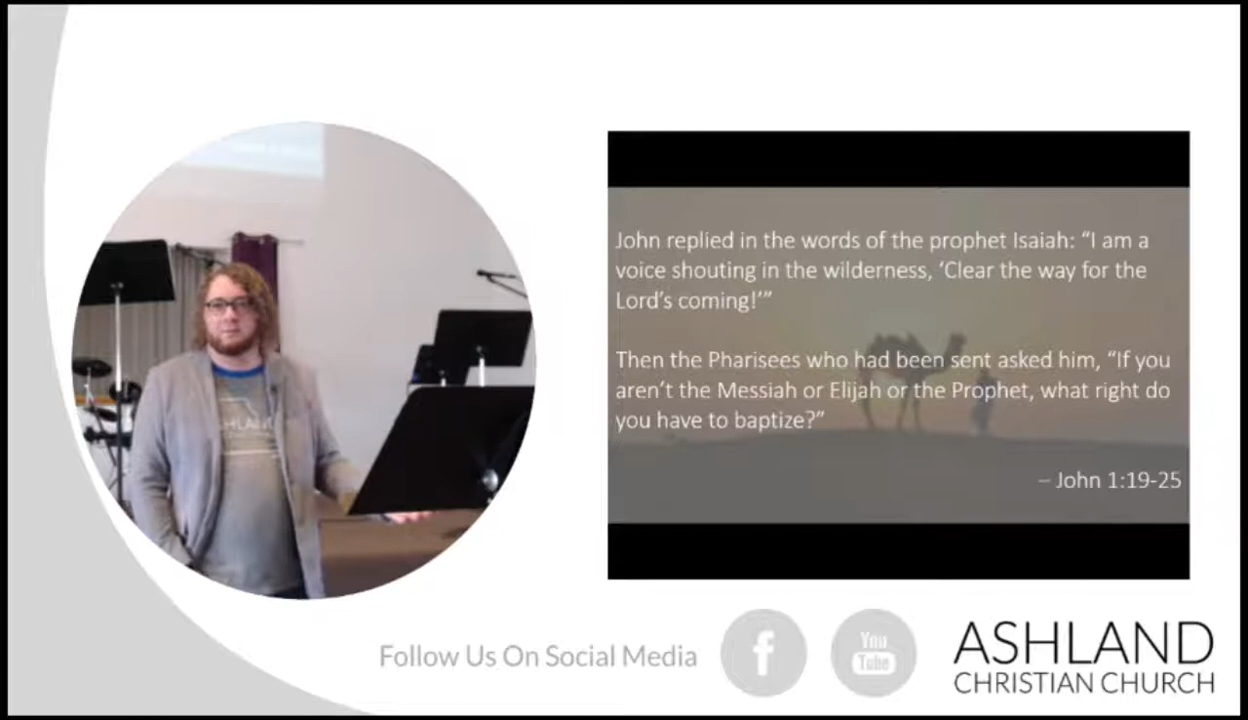 John replied in the words of the prophet Isaiah: “I am a
voice shouting in the wilderness, ‘Clear the way for the
Lord’s coming!’”
Then the Pharisees who had been sent asked him, “If you
aren’t the Messiah or Elijah or the Prophet, what right do
you have to baptize?”
– John 1:19-25
Follow Us On Social Media
f
You
Tube
ASHLAND
CHRISTIAN CHURCH